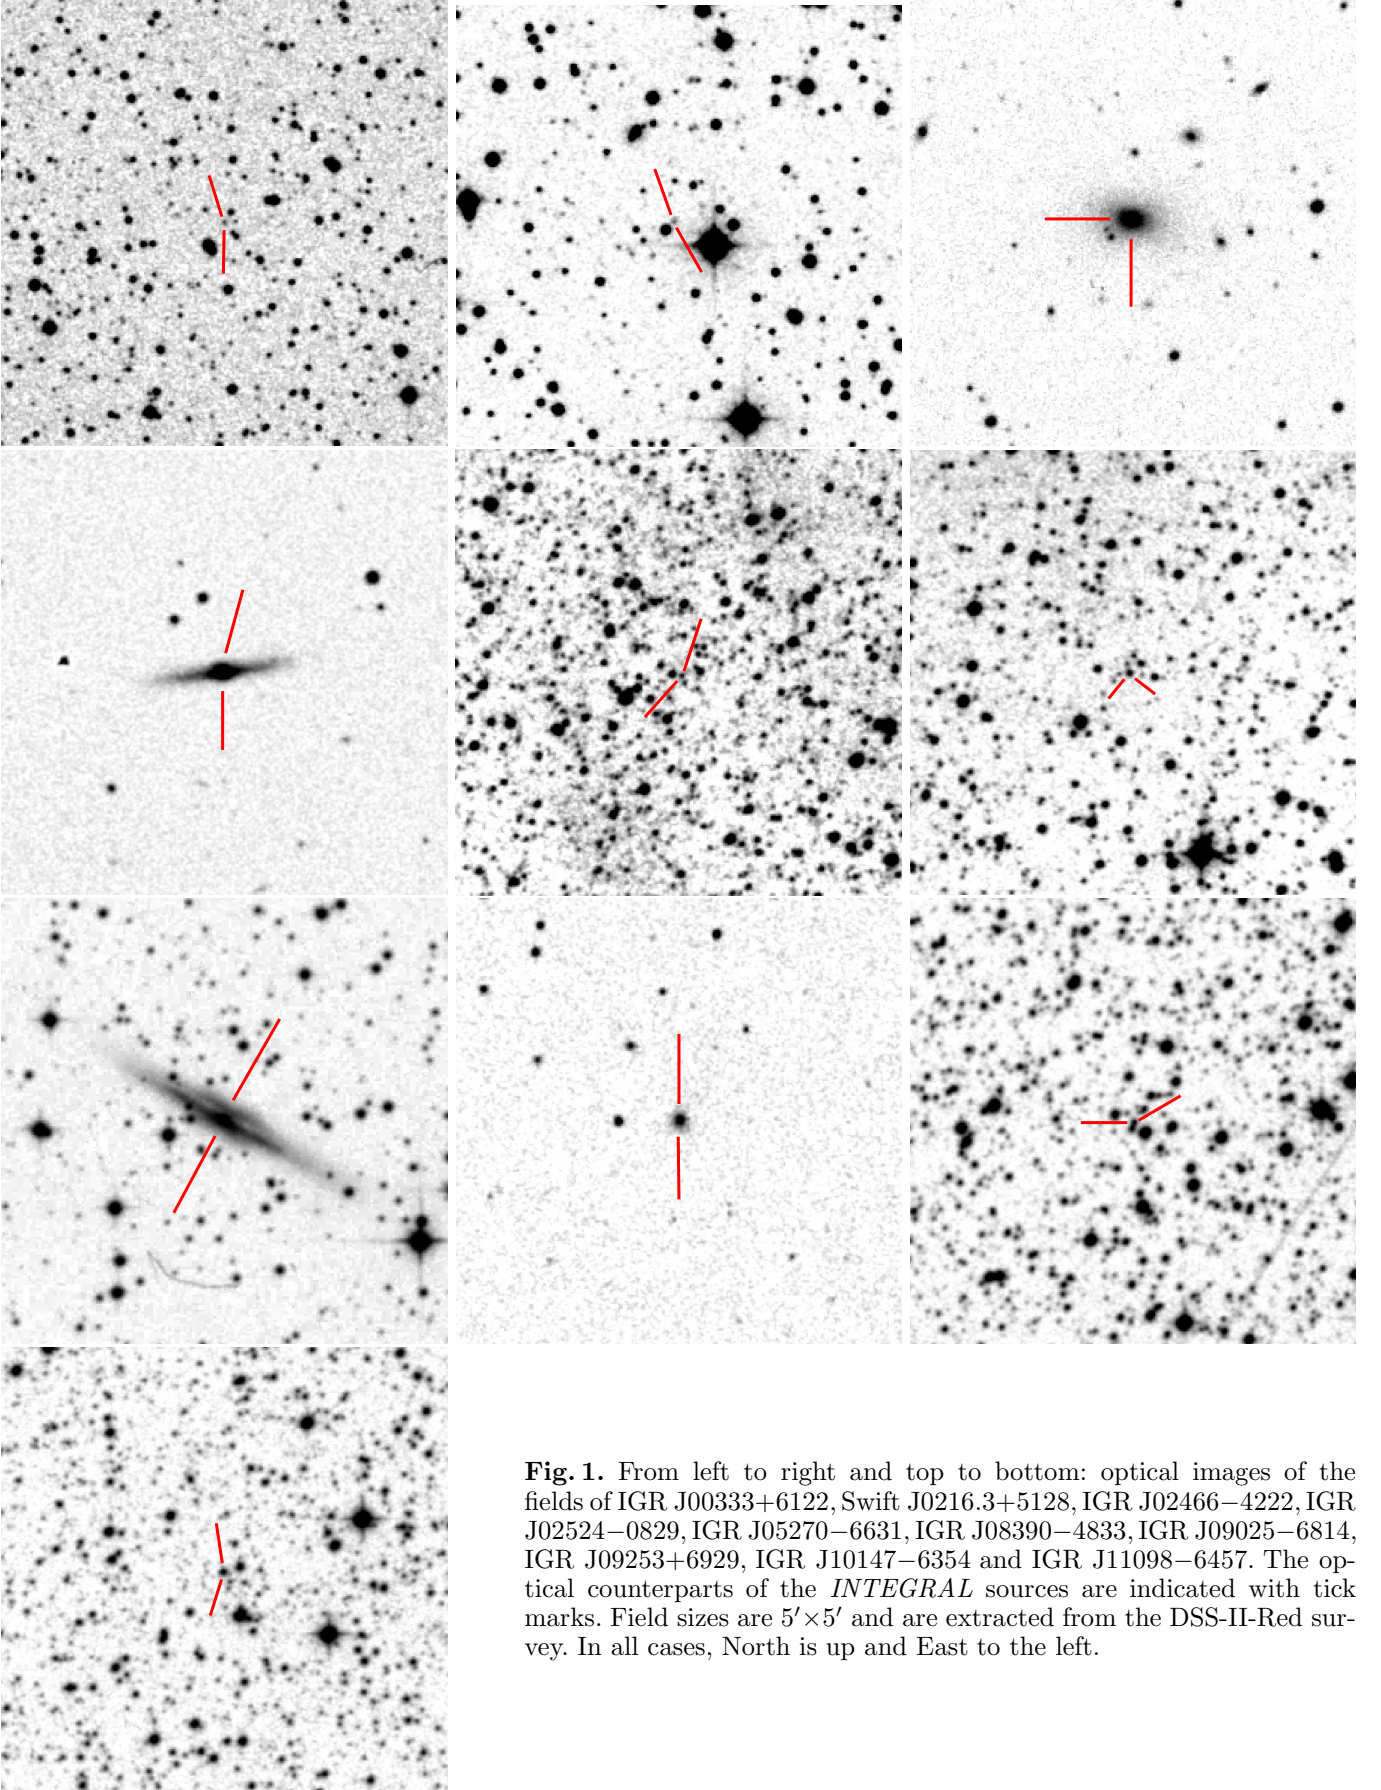 Fig. 1. From left to right and top to bottom: optical images of the
fields of IGR J00333+6122, Swift J0216.3+5128, IGR J02466−4222, IGR
J02524−0829, IGR J05270−6631, IGR J08390−4833, IGR J09025−6814,
IGR J09253+6929, IGR J10147−6354 and IGR J11098−6457. The op-
tical counterparts of the INTEGRAL sources are indicated with tick
marks. Field sizes are 5′×5′ and are extracted from the DSS-II-Red sur-
vey. In all cases, North is up and East to the left.